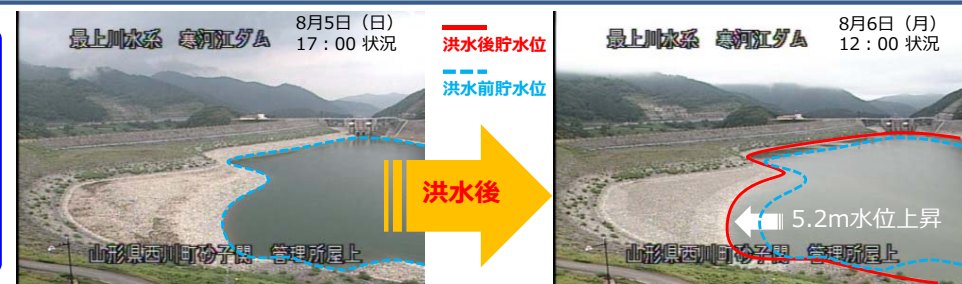 最上川水系 寒河江ダム
8月5日（日）
17：00 状況
山形県西川町砂子関 管理所屋上
洪水後貯水位
洪水前貯水位
洪水後
最上川水系 寒河江ダム
8月6日（月）
12：00 状況
5.2m水位上昇
山形県西川町砂子関 管理所屋上